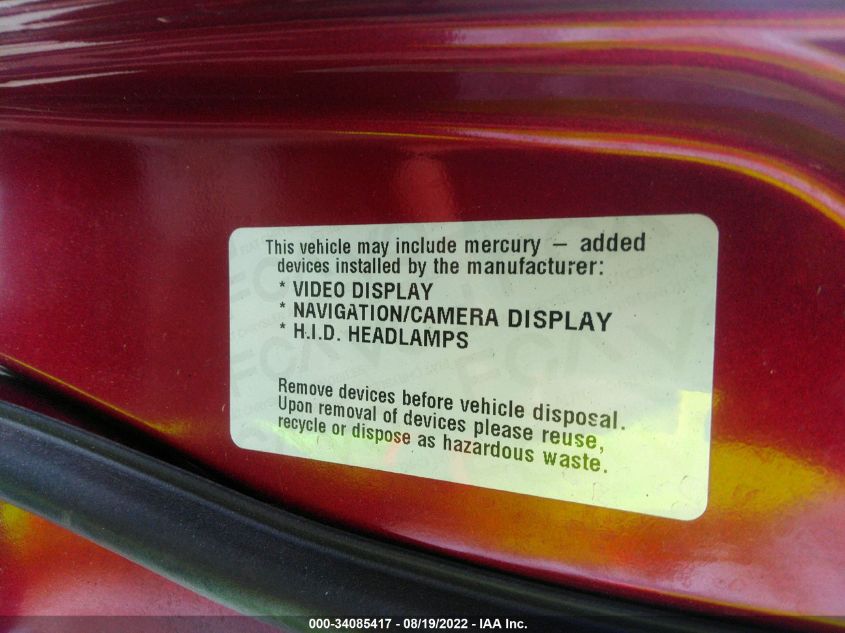 This vehicle may include mercury — added
devices installed by the manufacturer:
* VIDEO DISPLAY
* NAVIGATION/CAMERA DISPLAY
* H.I.D. HEADLAMPS
Remove devices before vehicle disposal.
Upon removal of devices please reuse,
recycle or dispose as hazardous waste.
000-34085417 - 08/19/2022 - IAA Inc.